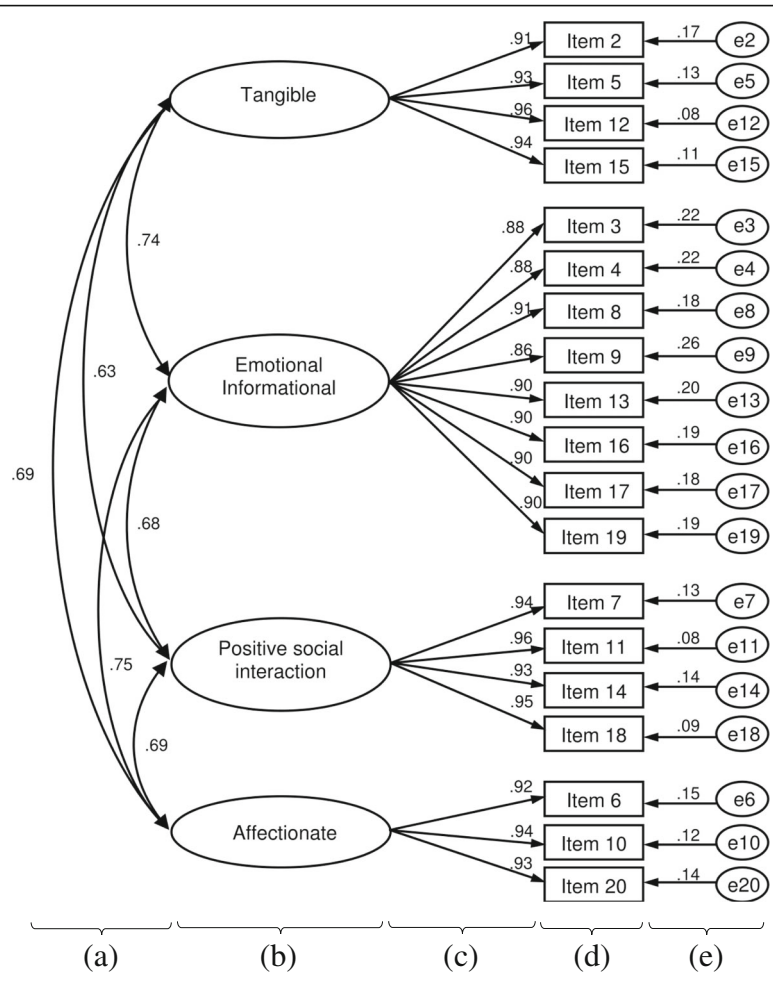 .91
Item 2
.17
e2
Tangible
.93
Item 5
.13
e5
.96
Item 12
.08
e12
.94
Item 15
.11
e15
.74
.88
Item 3
.22
e3
.88
Item 4
.22
e4
.91
Item 8
.18
e8
Emotional
Informational
.86
Item 9
.26
e9
.63
.90
Item 13
.20
e13
.90
Item 16
.19
e16
.69
.90
Item 17
.18
e17
.68
.90
Item 19
.19
e19
.94
Item 7
.13
e7
Positive social
interaction
.96
Item 11
.08
e11
.75
.93
Item 14
.14
e14
.95
Item 18
.09
e18
.69
.92
Item 6
.15
e6
Affectionate
.94
Item 10
.12
e10
.93
Item 20
.14
e20
(a)
(b)
(c)
(d)
(e)